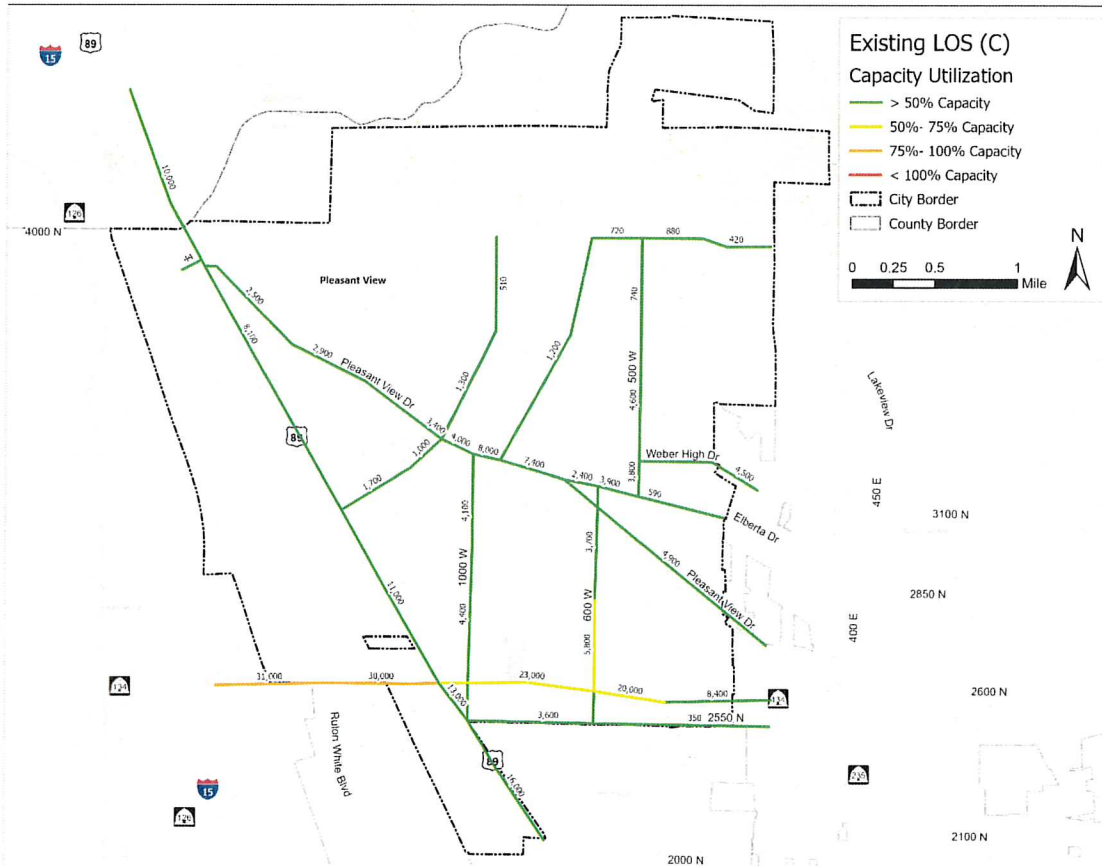 Existing LOS (C)
Capacity Utilization
> 50% Capacity
50%- 75% Capacity
75%- 100% Capacity
< 100% Capacity
City Border
County Border
N
0 0.25 0.5 1
Mile
89
15
126
4000 N
10,000
720
880
420
Pleasant View
510
2,500
8,100
740
1,200
2,900
Pleasant View Dr
1,300
500 W
4,600
Lakeview Dr
89
3,400
4,000
1,000
8,000
7,400
Weber High Dr
4,500
1,700
2,400
3,900
3,800
590
450 E
Elberta Dr
3100 N
4,100
3,700
1000 W
4,900
Pleasant View Dr
11,000
600 W
2850 N
4,400
400 E
5,800
134
31,000
30,000
23,000
20,000
8,400
134
2600 N
13,000
3,600
350
2550 N
Rulon White Blvd
89
16,000
15
126
235
2100 N
2000 N